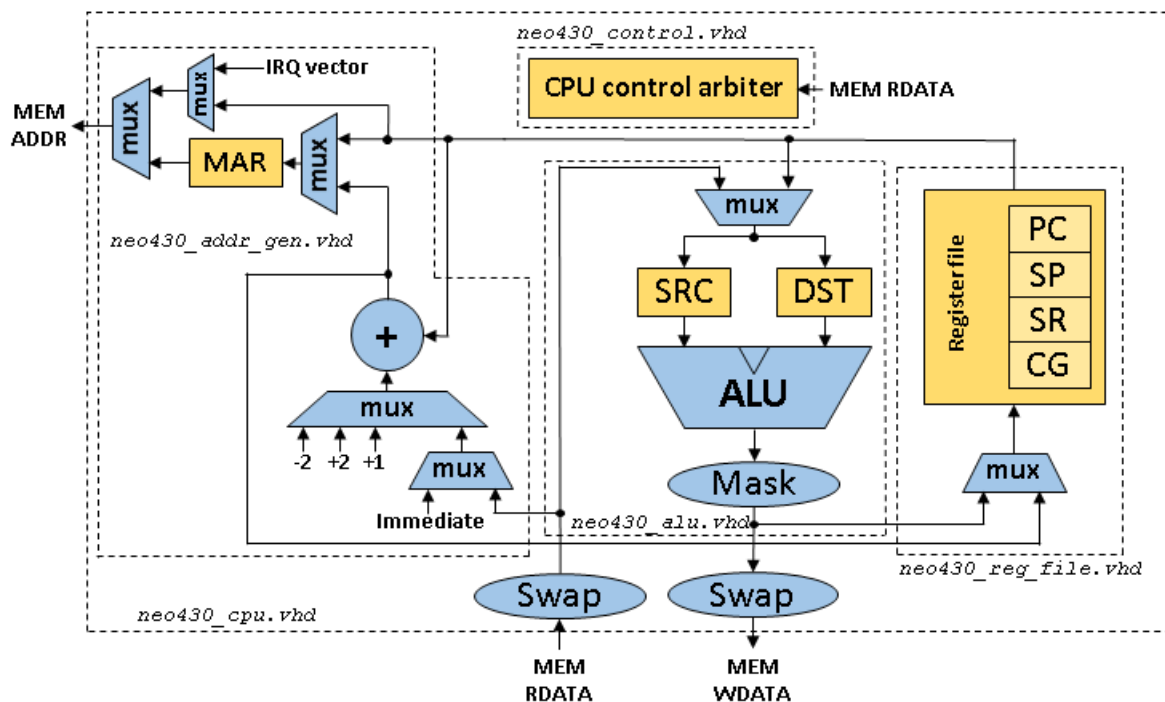 neo430_control.vhd
CPU control arbiter
MEM RDATA
IRQ vector
mux
mux
MEM
ADDR
MAR
mux
neo430_addr_gen.vhd
mux
SRC
DST
ALU
Mask
neo430_alu.vhd
Registerfile
PC
SP
SR
CG
mux
neo430_reg_file.vhd
+
mux
-2
+2
+1
mux
Immediate
Swap
Swap
neo430_cpu.vhd
MEM
RDATA
MEM
WDATA